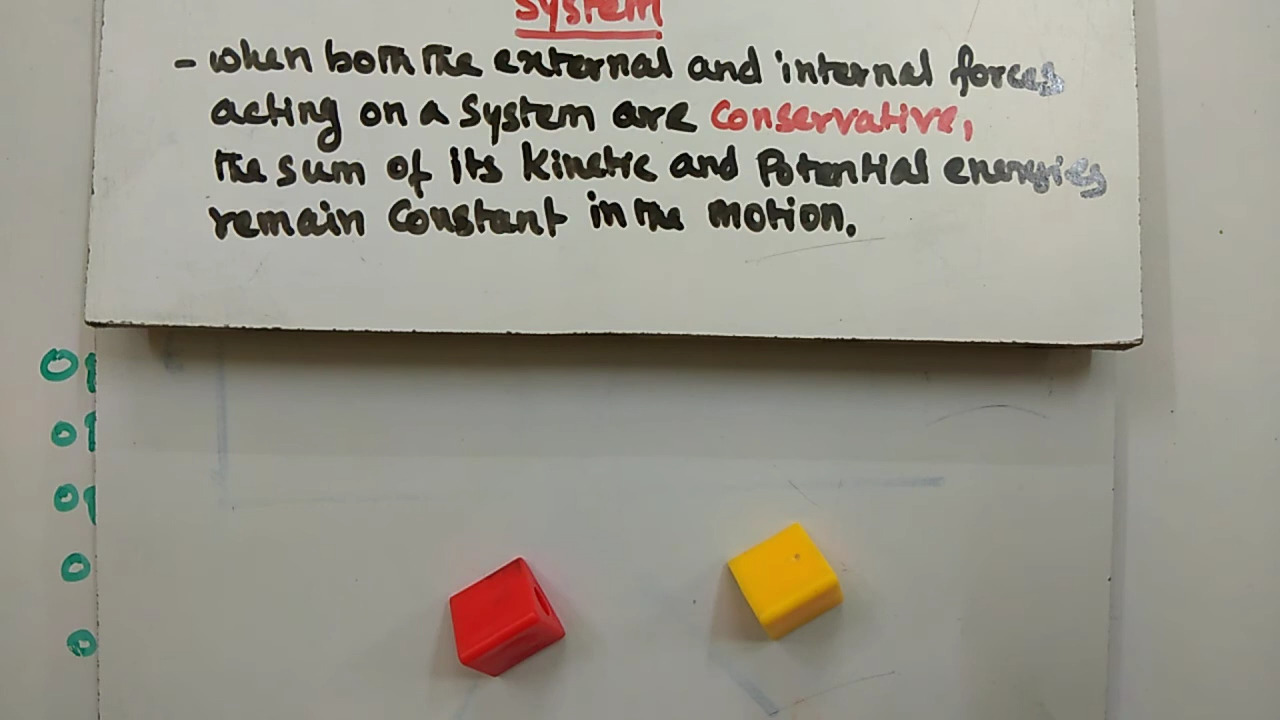 System
- when both the external and internal forces
acting on a system are conservative,
the sum of its kinetic and potential energies
remain constant in the motion.